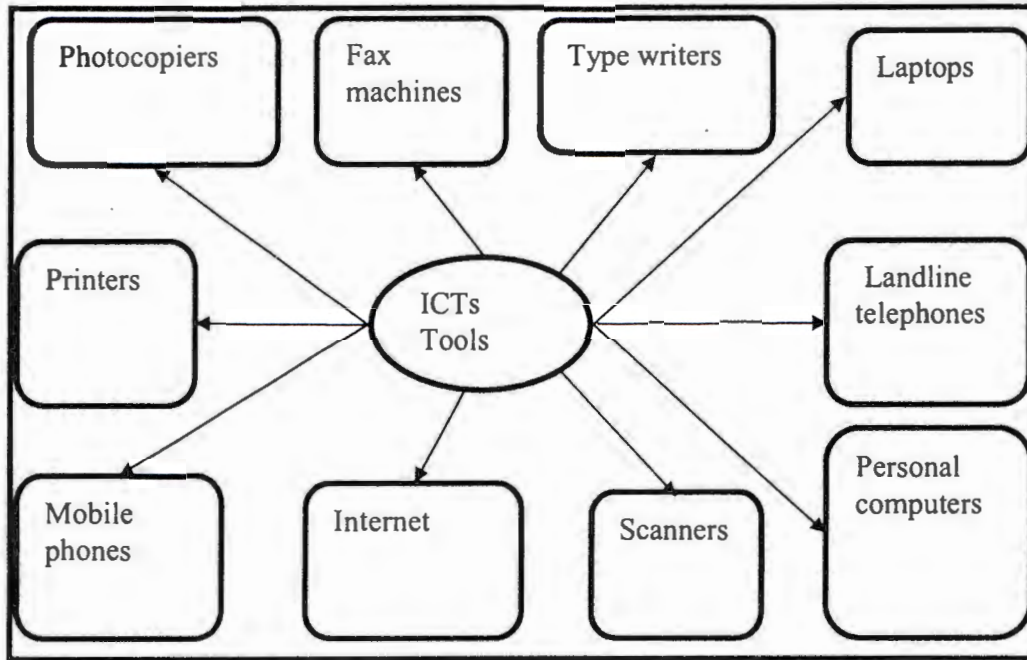 Photocopiers
Fax
machines
Type writers
Laptops
Printers
ICTs
Tools
Landline
telephones
Mobile
phones
Internet
Scanners
Personal
computers